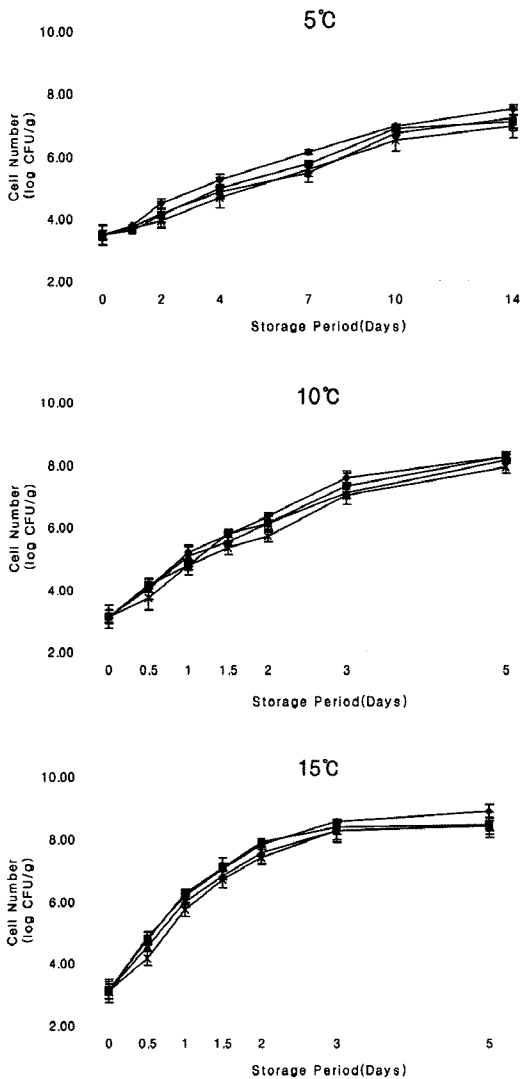 5℃
10.00
8.00
6.00
4.00
2.00
Cell Number
(log CFU/g)
0 2 4 7 10 14
Storage Period(Days)
10℃
10.00
8.00
6.00
4.00
2.00
Cell Number
(log CFU/g)
0 0.5 1 1.5 2 3 5
Storage Period(Days)
15℃
10.00
8.00
6.00
4.00
2.00
Cell Number
(log CFU/g)
0 0.5 1 1.5 2 3 5
Storage Period(Days)